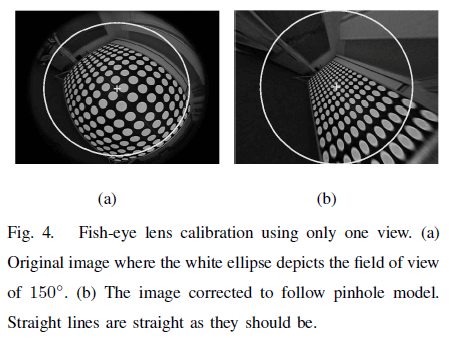 (a)
(b)
Fig. 4. Fish-eye lens calibration using only one view. (a)
Original image where the white ellipse depicts the field of view
of 150°. (b) The image corrected to follow pinhole model.
Straight lines are straight as they should be.